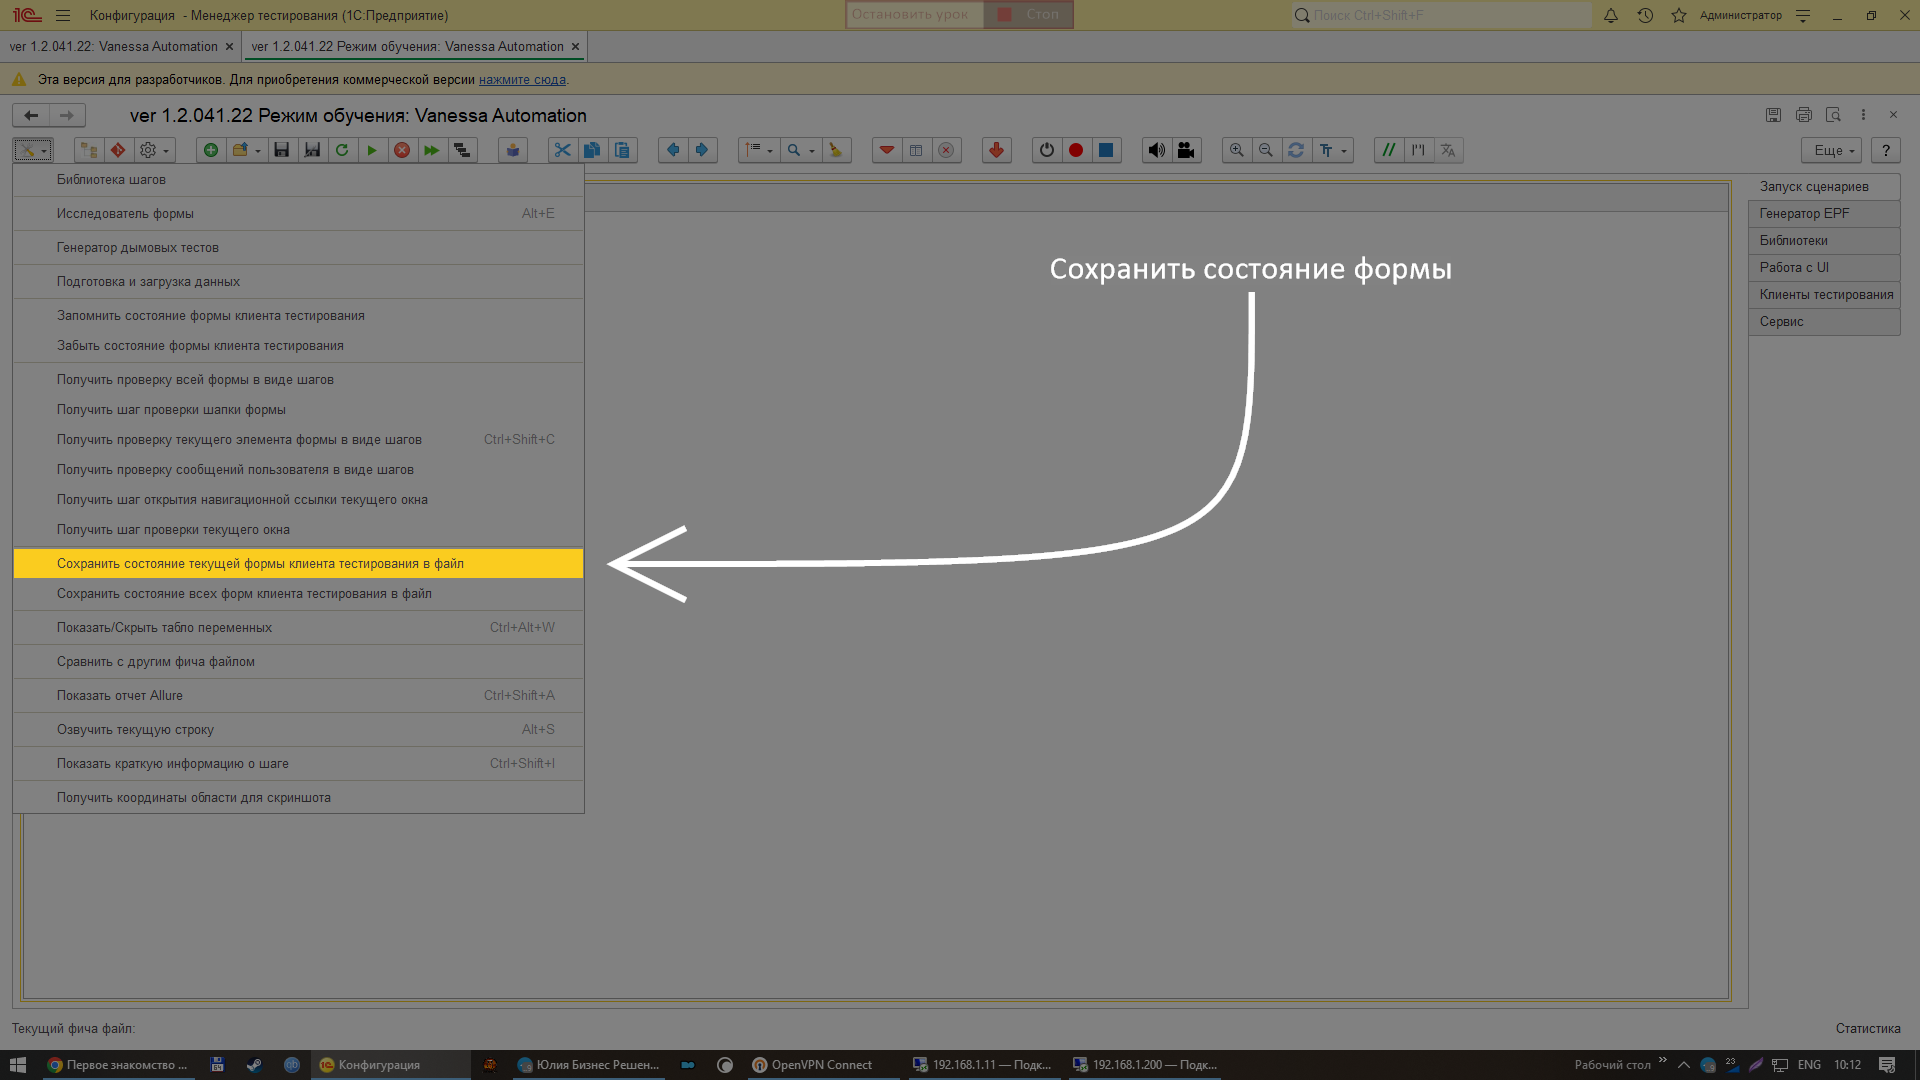 Конфигурация - Менеджер тестирования (1С:Предприятие)
Остановить урок
Стоп
Поиск Ctrl+Shift+F
Администратор
ver 1.2.041.22: Vanessa Automation
ver 1.2.041.22 Режим обучения: Vanessa Automation
Эта версия для разработчиков. Для приобретения коммерческой версии нажмите сюда.
ver 1.2.041.22 Режим обучения: Vanessa Automation
Еще
?
Библиотека шагов
Исследователь формы Alt+E
Генератор дымовых тестов
Подготовка и загрузка данных
Запомнить состояние формы клиента тестирования
Забыть состояние формы клиента тестирования
Получить проверку всей формы в виде шагов
Получить шаг проверки шапки формы
Получить проверку текущего элемента формы в виде шагов Ctrl+Shift+C
Получить проверку сообщений пользователя в виде шагов
Получить шаг открытия навигационной ссылки текущего окна
Получить шаг проверки текущего окна
Сохранить состояние текущей формы клиента тестирования в файл
Сохранить состояние всех форм клиента тестирования в файл
Показать/Скрыть табло переменных Ctrl+Alt+W
Сравнить с другим фича файлом
Показать отчет Allure Ctrl+Shift+A
Озвучить текущую строку Alt+S
Показать краткую информацию о шаге Ctrl+Shift+I
Получить координаты области для скриншота
Сохранить состояние формы
Запуск сценариев
Генератор EPF
Библиотеки
Работа с UI
Клиенты тестирования
Сервис
Текущий фича файл:
Статистика
Первое знакомство ...
Конфигурация
Юлия Бизнес Решен...
OpenVPN Connect
192.168.1.11 — Подк...
192.168.1.200 — Подк...
Рабочий стол
23
ENG
10:12